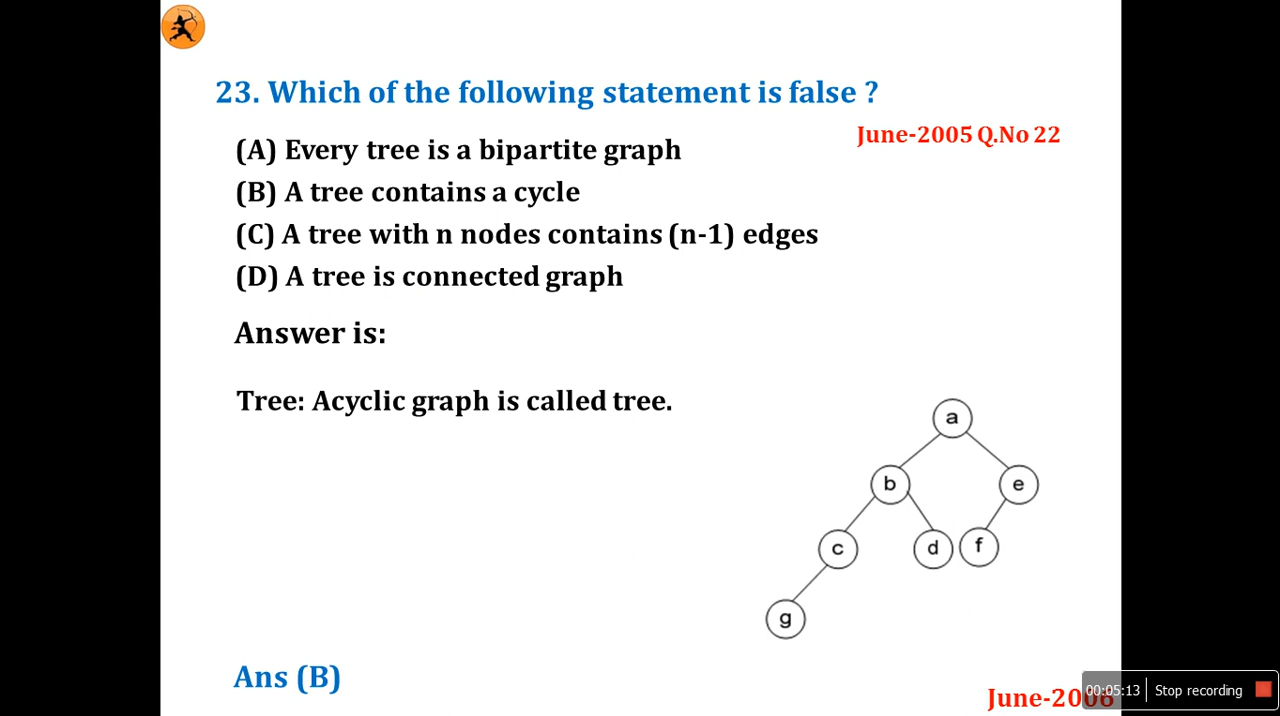 23. Which of the following statement is false ?
June-2005 Q.No 22
(A) Every tree is a bipartite graph
(B) A tree contains a cycle
(C) A tree with n nodes contains (n-1) edges
(D) A tree is connected graph
Answer is:
Tree: Acyclic graph is called tree.
a
b
e
c
d
f
g
Ans (B)
June-2006
00:05:13
Stop recording